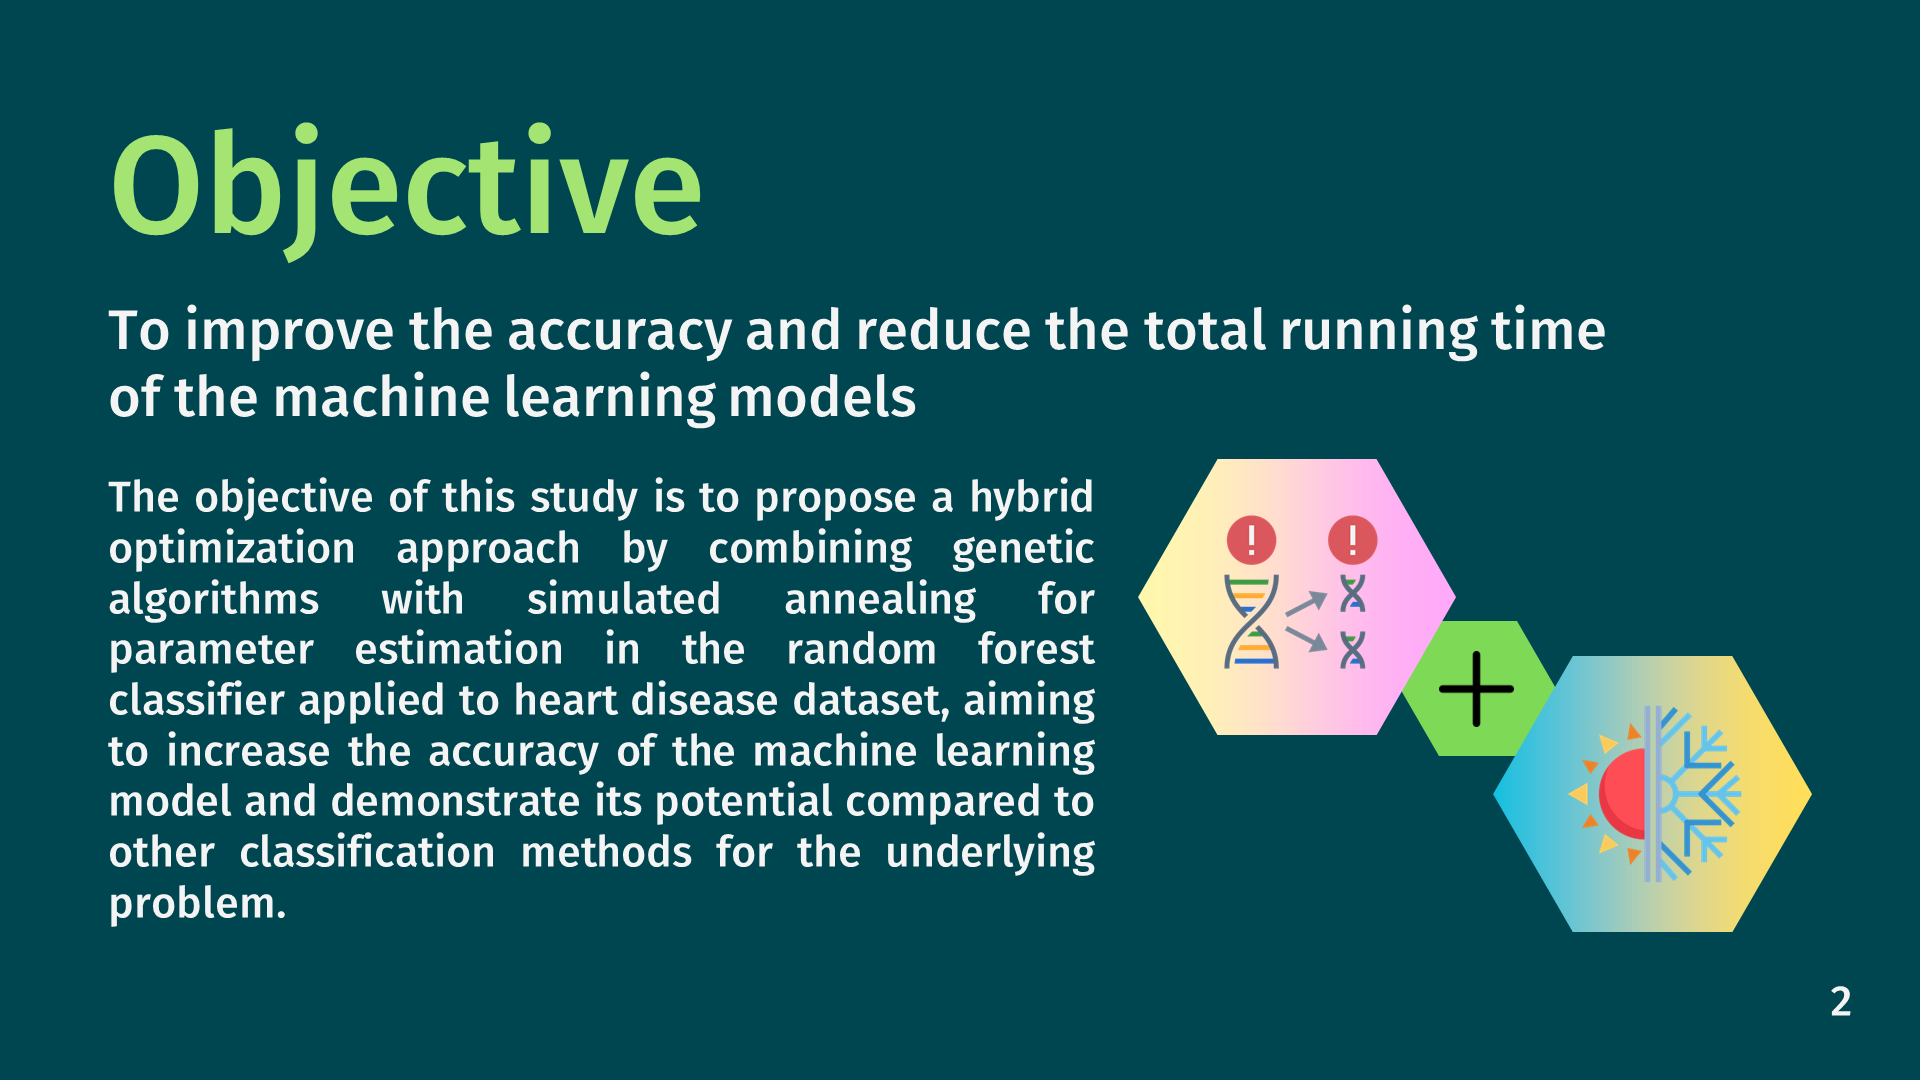 Objective
To improve the accuracy and reduce the total running time
of the machine learning models
The objective of this study is to propose a hybrid
optimization approach by combining genetic
algorithms with simulated annealing for
parameter estimation in the random forest
classifier applied to heart disease dataset, aiming
to increase the accuracy of the machine learning
model and demonstrate its potential compared to
other classification methods for the underlying
problem.
! !
2